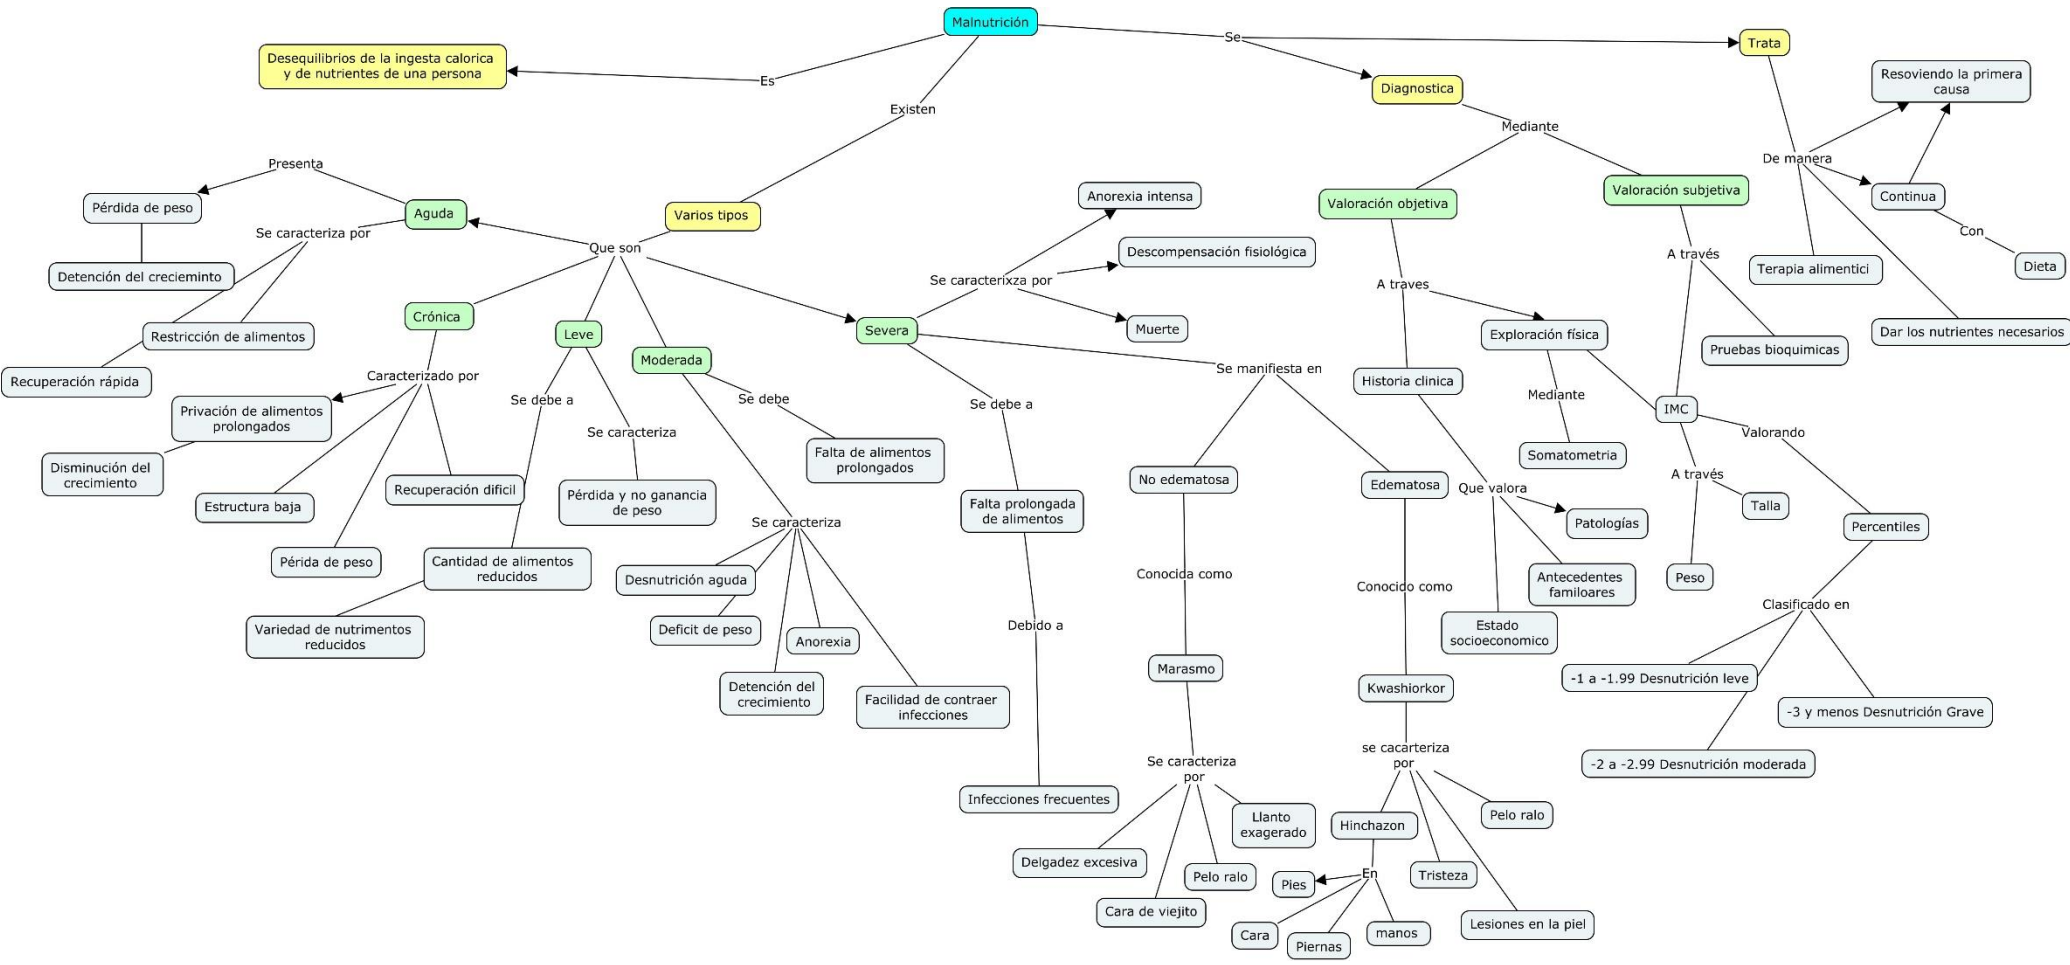 Malnutrición
Se
Trata
Desequilibrios de la ingesta calorica
y de nutrientes de una persona
Es
Diagnostica
Resoviendo la primera
causa
Existen
Mediante
De manera
Presenta
Pérdida de peso
Aguda
Varios tipos
Anorexia intensa
Valoración objetiva
Valoración subjetiva
Continua
Se caracteriza por
Que son
Con
Detención del crecieminto
Se caracterixza por
Descompensación fisiológica
A través
Terapia alimentici
Dieta
A traves
Restricción de alimentos
Crónica
Leve
Severa
Muerte
Exploración física
Dar los nutrientes necesarios
Recuperación rápida
Caracterizado por
Moderada
Se manifiesta en
Historia clinica
Pruebas bioquimicas
Privación de alimentos
prolongados
Se debe a
Se debe
Se debe a
Mediante
IMC
Valorando
Se caracteriza
Disminución del
crecimiento
Falta de alimentos
prolongados
Somatometria
Estructura baja
Recuperación dificil
Pérdida y no ganancia
de peso
No edematosa
Edematosa
Que valora
A través
Talla
Falta prolongada
de alimentos
Patologías
Percentiles
Se caracteriza
Périda de peso
Cantidad de alimentos
reducidos
Desnutrición aguda
Conocida como
Conocido como
Antecedentes
familoares
Peso
Clasificado en
Variedad de nutrimentos
reducidos
Deficit de peso
Anorexia
Debido a
Estado
socioeconomico
Marasmo
Kwashiorkor
-1 a -1.99 Desnutrición leve
Detención del
crecimiento
Facilidad de contraer
infecciones
-3 y menos Desnutrición Grave
Se caracteriza
por
se cacarteriza
por
-2 a -2.99 Desnutrición moderada
Infecciones frecuentes
Llanto
exagerado
Hinchazon
Pelo ralo
Delgadez excesiva
Pelo ralo
En
Pies
Tristeza
Cara de viejito
Cara
Piernas
manos
Lesiones en la piel